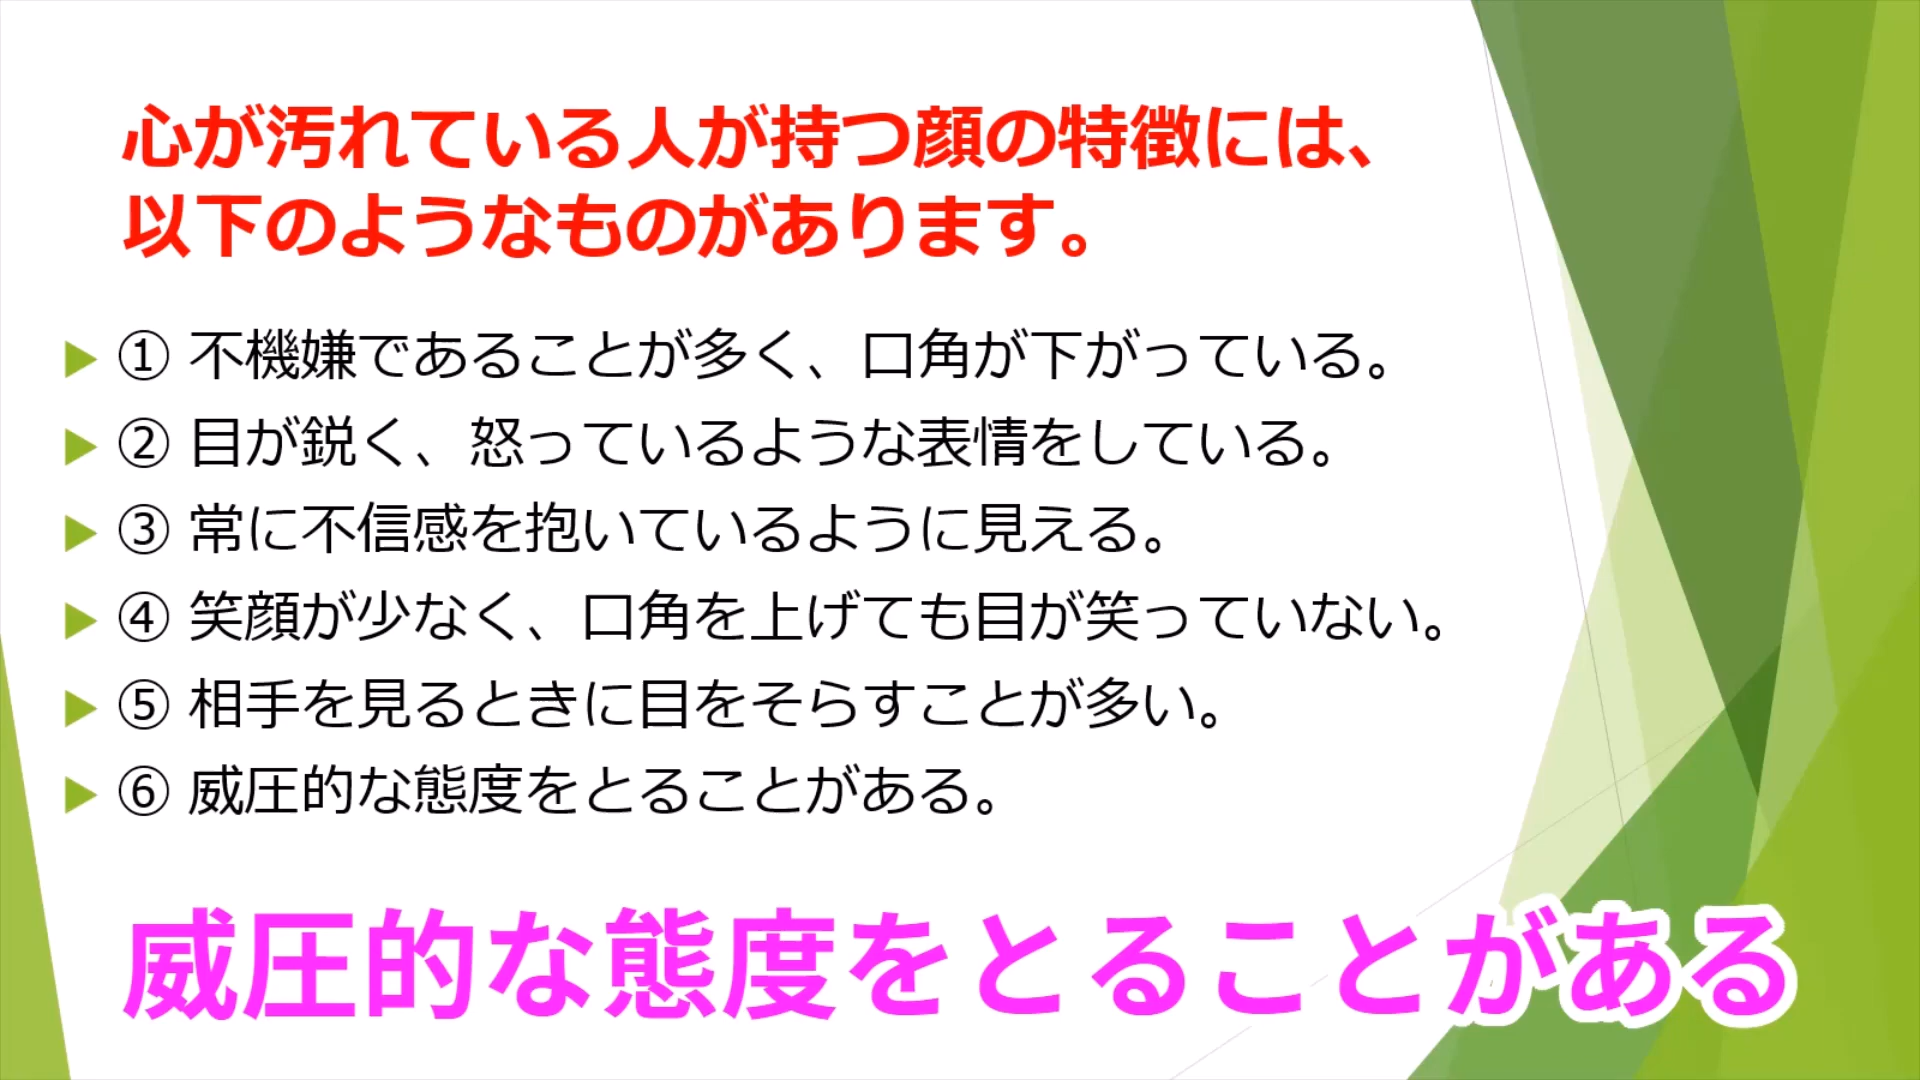 心が汚れている人が持つ顔の特徴には、
以下のようなものがあります。
① 不機嫌であることが多く、口角が下がっている。
② 目が鋭く、怒っているような表情をしている。
③ 常に不信感を抱いているように見える。
④ 笑顔が少なく、口角を上げても目が笑っていない。
⑤ 相手を見るときに目をそらすことが多い。
⑥ 威圧的な態度をとることがある。
威圧的な態度をとることがある